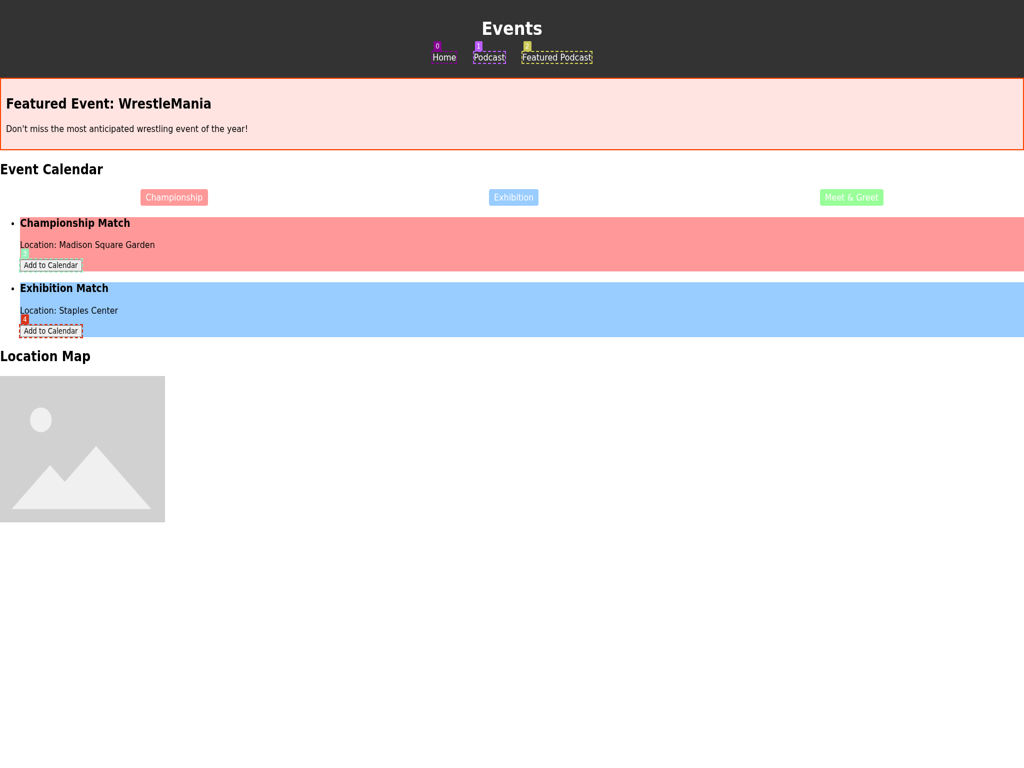 Events
0 1 2
Home Podcast Featured Podcast
Featured Event: WrestleMania
Don't miss the most anticipated wrestling event of the year!
Event Calendar
Championship Exhibition Meet & Greet
Championship Match
Location: Madison Square Garden
3
Add to Calendar
Exhibition Match
Location: Staples Center
4
Add to Calendar
Location Map